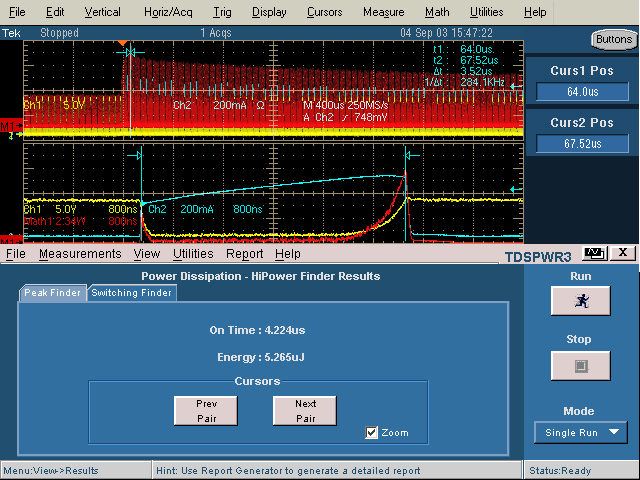 File Edit Vertical Horiz/Acq Trig Display Cursors Measure Math Utilities Help
Tek Stopped 1 Acqs 04 Sep 03 15:47:22
Buttons
t1: 64.0us
t2: 67.52us
Δt: 3.52us
1/Δt: 284.1KHz
Curs1 Pos
64.0us
Curs2 Pos
67.52us
Ch1 5.0V Ch2 200mA Ω M 400us 250MS/s
A Ch2 748mV
M1
Ch1 5.0V 800ns Ch2 200mA 800ns
800ns
File Measurements View Utilities Report Help TDSPWR3 X
Power Dissipation - HiPower Finder Results
Peak Finder Switching Finder
On Time : 4.224us
Energy : 5.265uJ
Cursors
Prev Pair
Next Pair
Zoom
Run
Stop
Mode
Single Run
Menu:View->Results Hint: Use Report Generator to generate a detailed report Status:Ready